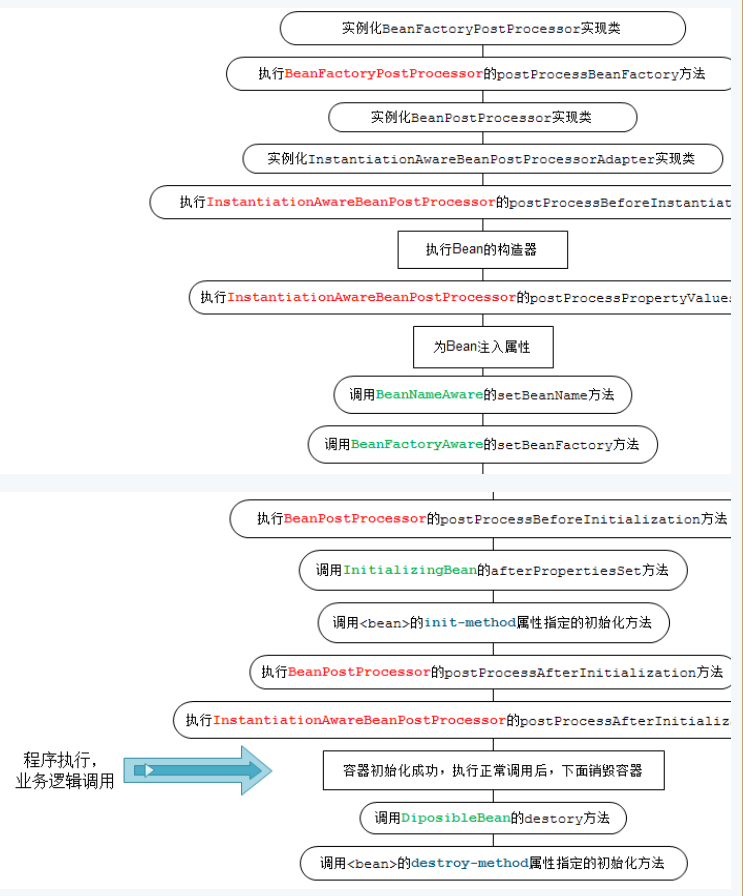 实例化BeanFactoryPostProcessor实现类
执行BeanFactoryPostProcessor的postProcessBeanFactory方法
实例化BeanPostProcessor实现类
实例化InstantiationAwareBeanPostProcessorAdapter实现类
执行InstantiationAwareBeanPostProcessor的postProcessBeforeInstantiat
执行Bean的构造器
执行InstantiationAwareBeanPostProcessor的postProcessPropertyValues
为Bean注入属性
调用BeanNameAware的setBeanName方法
调用BeanFactoryAware的setBeanFactory方法
执行BeanPostProcessor的postProcessBeforeInitialization方法
调用InitializingBean的afterPropertiesSet方法
调用<bean>的init-method属性指定的初始化方法
执行BeanPostProcessor的postProcessAfterInitialization方法
执行InstantiationAwareBeanPostProcessor的postProcessAfterInitializ
程序执行，
业务逻辑调用
容器初始化成功，执行正常调用后，下面销毁容器
调用DiposibleBean的destory方法
调用<bean>的destroy-method属性指定的初始化方法